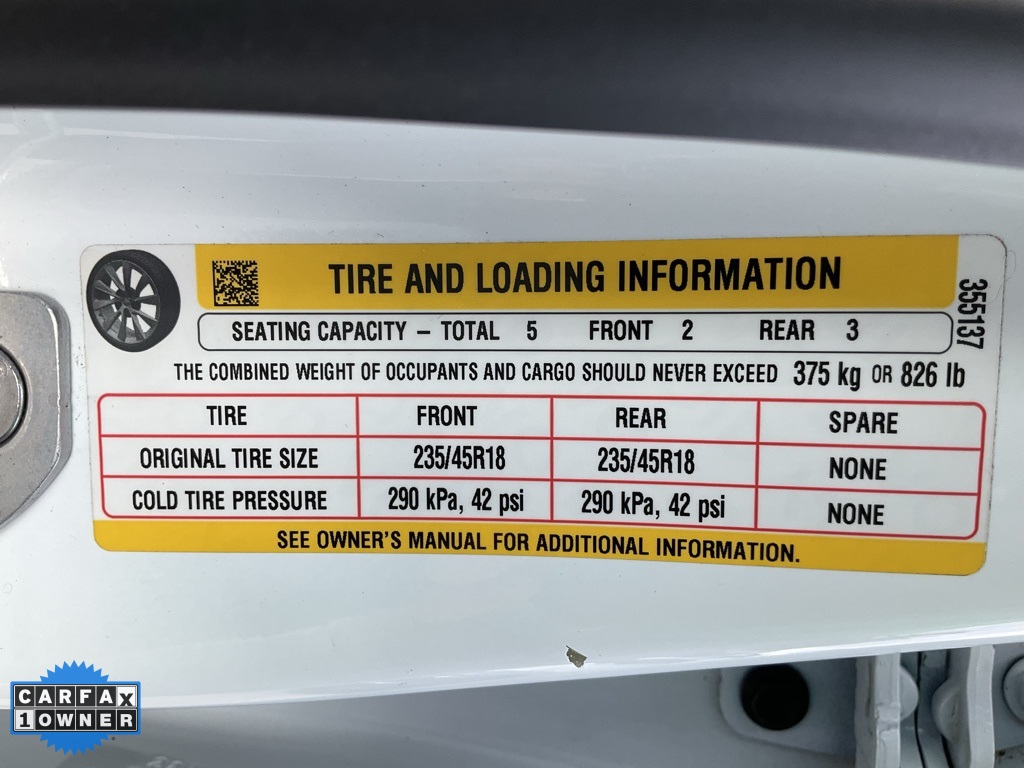 TIRE AND LOADING INFORMATION
SEATING CAPACITY – TOTAL 5 FRONT 2 REAR 3
355137
THE COMBINED WEIGHT OF OCCUPANTS AND CARGO SHOULD NEVER EXCEED 375 kg OR 826 lb
TIRE FRONT REAR SPARE
ORIGINAL TIRE SIZE 235/45R18 235/45R18 NONE
COLD TIRE PRESSURE 290 kPa, 42 psi 290 kPa, 42 psi NONE
SEE OWNER'S MANUAL FOR ADDITIONAL INFORMATION.
CARFAX
1 OWNER